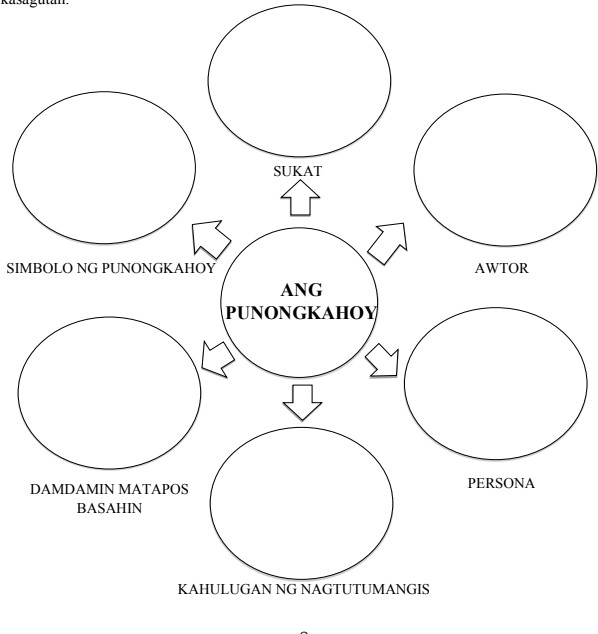 kasagutan.
SUKAT
SIMBOLO NG PUNONGKAHOY
AWTOR
ANG
PUNONGKAHOY
DAMDAMIN MATAPOS
BASAHIN
PERSONA
KAHULUGAN NG NAGTUTUMANGIS